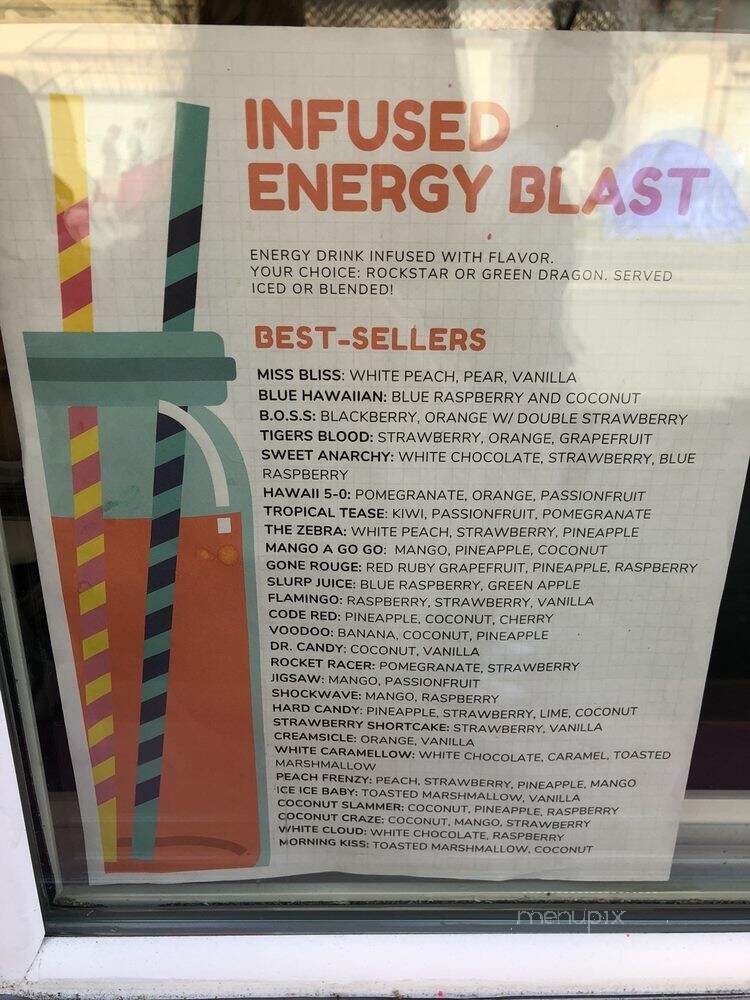 INFUSED
ENERGY BLAST
ENERGY DRINK INFUSED WITH FLAVOR.
YOUR CHOICE: ROCKSTAR OR GREEN DRAGON. SERVED
ICED OR BLENDED!
BEST-SELLERS
MISS BLISS: WHITE PEACH, PEAR, VANILLA
BLUE HAWAIIAN: BLUE RASPBERRY AND COCONUT
B.O.S.S: BLACKBERRY, ORANGE W/ DOUBLE STRAWBERRY
TIGERS BLOOD: STRAWBERRY, ORANGE, GRAPEFRUIT
SWEET ANARCHY: WHITE CHOCOLATE, STRAWBERRY, BLUE
RASPBERRY
HAWAII 5-0: POMEGRANATE, ORANGE, PASSIONFRUIT
TROPICAL TEASE: KIWI, PASSIONFRUIT, POMEGRANATE
THE ZEBRA: WHITE PEACH, STRAWBERRY, PINEAPPLE
MANGO A GO GO: MANGO, PINEAPPLE, COCONUT
GONE ROUGE: RED RUBY GRAPEFRUIT, PINEAPPLE, RASPBERRY
SLURP JUICE: BLUE RASPBERRY, GREEN APPLE
FLAMINGO: RASPBERRY, STRAWBERRY, VANILLA
CODE RED: PINEAPPLE, COCONUT, CHERRY
VOODOO: BANANA, COCONUT, PINEAPPLE
DR. CANDY: COCONUT, VANILLA
ROCKET RACER: POMEGRANATE, STRAWBERRY
JIGSAW: MANGO, PASSIONFRUIT
SHOCKWAVE: MANGO, RASPBERRY
HARD CANDY: PINEAPPLE, STRAWBERRY, LIME, COCONUT
STRAWBERRY SHORTCAKE: STRAWBERRY, VANILLA
CREAMSICLE: ORANGE, VANILLA
WHITE CARAMELLOW: WHITE CHOCOLATE, CARAMEL, TOASTED
MARSHMALLOW
PEACH FRENZY: PEACH, STRAWBERRY, PINEAPPLE, MANGO
ICE ICE BABY: TOASTED MARSHMALLOW, VANILLA
COCONUT SLAMMER: COCONUT, PINEAPPLE, RASPBERRY
COCONUT CRAZE: COCONUT, MANGO, STRAWBERRY
WHITE CLOUD: WHITE CHOCOLATE, RASPBERRY
MORNING KISS: TOASTED MARSHMALLOW, COCONUT
menupix